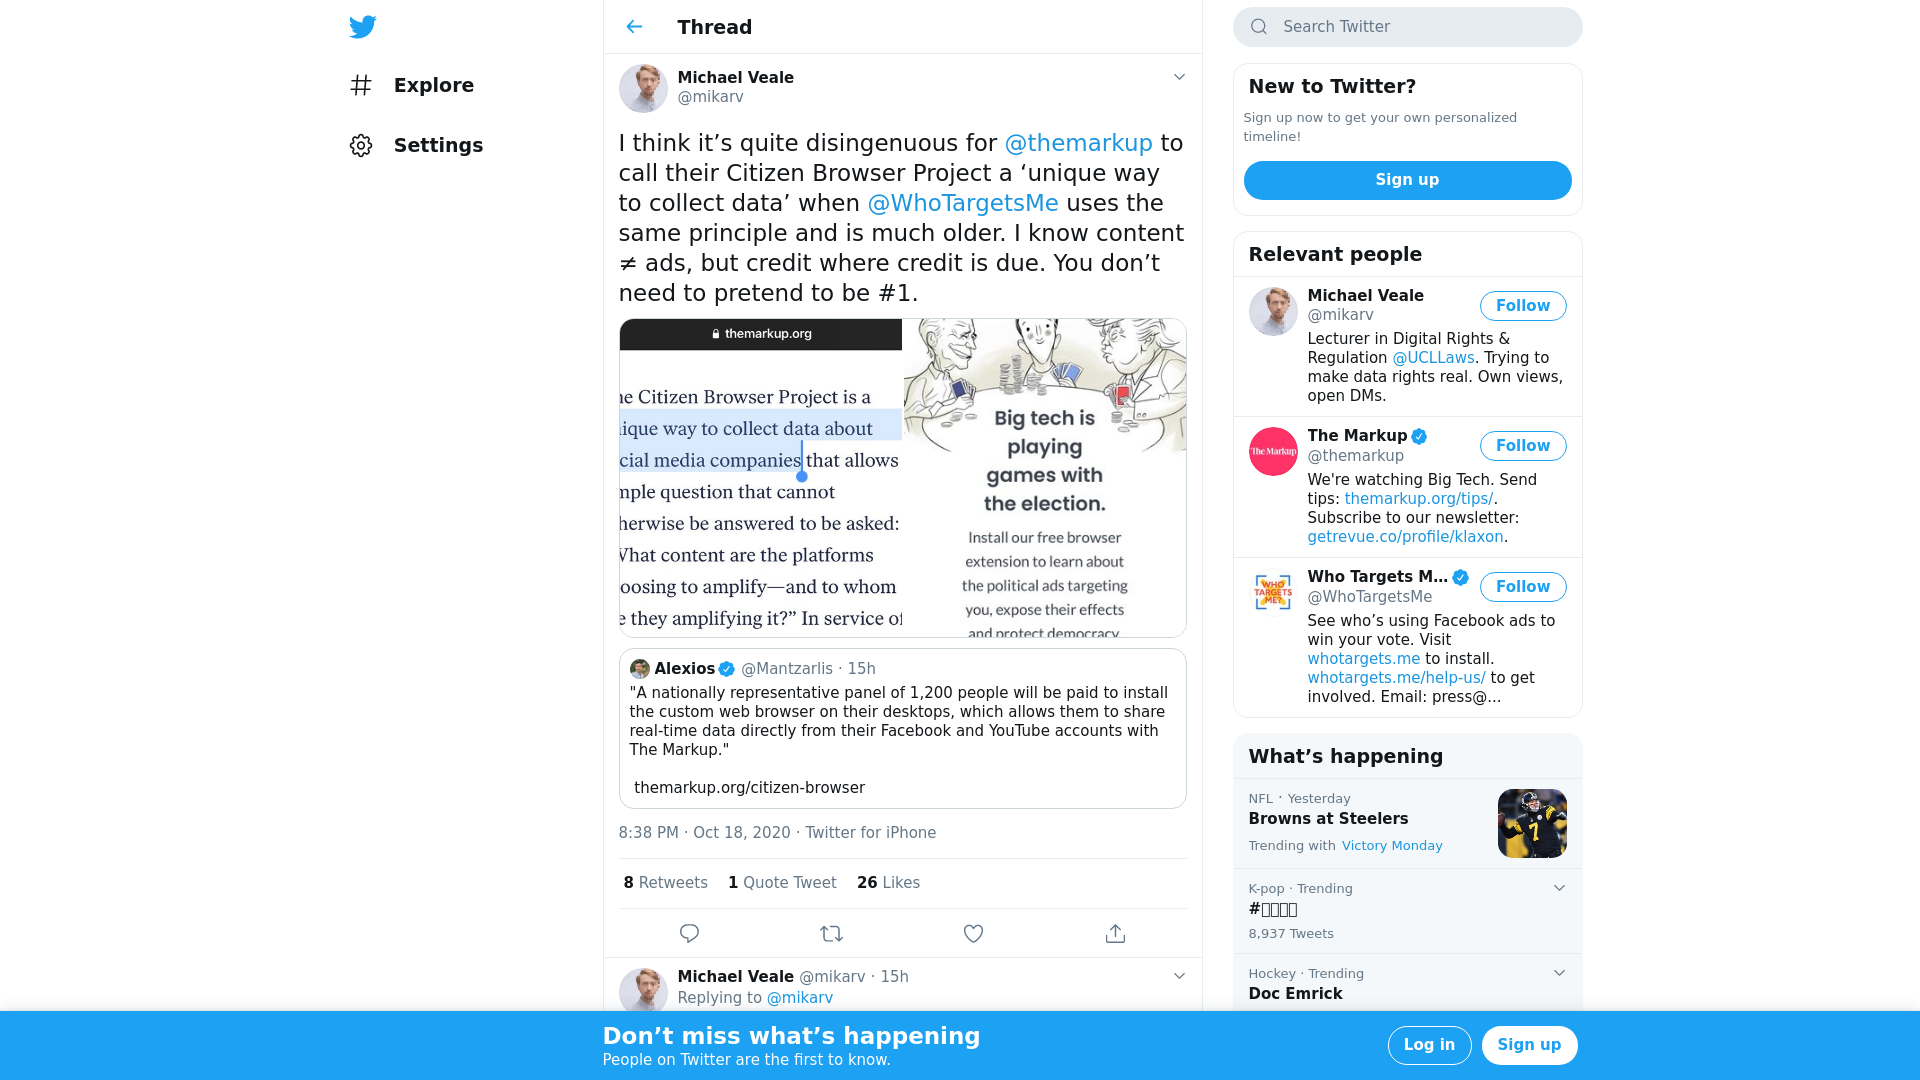 Explore
Settings
Thread
Michael Veale
@mikarv
I think it’s quite disingenuous for @themarkup to
call their Citizen Browser Project a ‘unique way
to collect data’ when @WhoTargetsMe uses the
same principle and is much older. I know content
≠ ads, but credit where credit is due. You don’t
need to pretend to be #1.
themarkup.org
Citizen Browser Project is a
way to collect data about
media companies that allows
question that cannot
be answered to be asked:
What content are the platforms
to amplify—and to whom
they amplifying it?” In service of
Big tech is
playing
games with
the election.
Install our free browser
extension to learn about
the political ads targeting
you, expose their effects
and protect democracy
Alexios @Mantzarlis · 15h
"A nationally representative panel of 1,200 people will be paid to install
the custom web browser on their desktops, which allows them to share
real-time data directly from their Facebook and YouTube accounts with
The Markup."
themarkup.org/citizen-browser
8:38 PM · Oct 18, 2020 · Twitter for iPhone
8 Retweets 1 Quote Tweet 26 Likes
Michael Veale @mikarv · 15h
Replying to @mikarv
Search Twitter
New to Twitter?
Sign up now to get your own personalized
timeline!
Sign up
Relevant people
Michael Veale
@mikarv
Follow
Lecturer in Digital Rights &
Regulation @UCLLaws. Trying to
make data rights real. Own views,
open DMs.
The Markup
The Markup
@themarkup
Follow
We're watching Big Tech. Send
tips: themarkup.org/tips/.
Subscribe to our newsletter:
getrevue.co/profile/klaxon.
WHO
TARGETS
ME?
Who Targets M...
@WhoTargetsMe
Follow
See who’s using Facebook ads to
win your vote. Visit
whotargets.me to install.
whotargets.me/help-us/ to get
involved. Email: press@...
What’s happening
NFL · Yesterday
Browns at Steelers
Trending with Victory Monday
7
K-pop · Trending
#
8,937 Tweets
Hockey · Trending
Doc Emrick
Don’t miss what’s happening
People on Twitter are the first to know.
Log in
Sign up